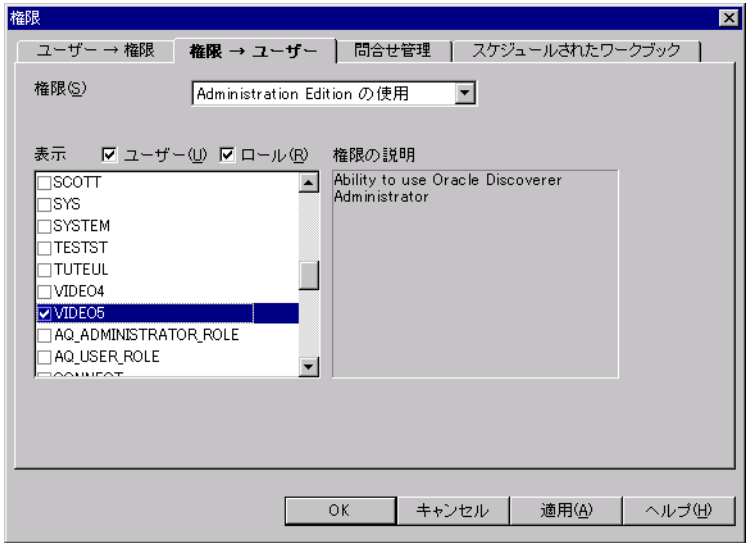 権限
ユーザー → 権限 権限 → ユーザー 問合せ管理 スケジュールされたワークブック
権限(S) Administration Edition の使用
表示 ユーザー(U) ロール(R) 権限の説明
SCOTT
SYS
SYSTEM
TESTST
TUTEUL
VIDEO4
VIDEO5
AQ_ADMINISTRATOR_ROLE
AQ_USER_ROLE
CONNECT
Ability to use Oracle Discoverer
Administrator
OK キャンセル 適用(A) ヘルプ(H)